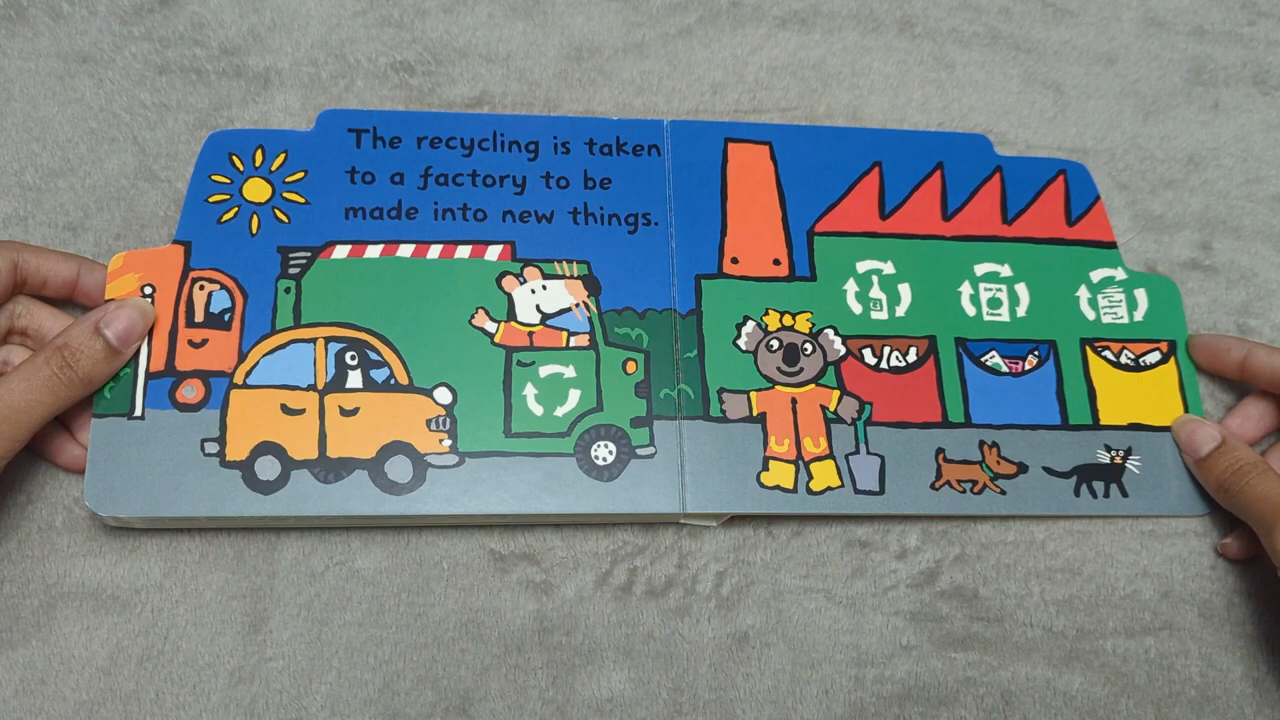 The recycling is taken
to a factory to be
made into new things.